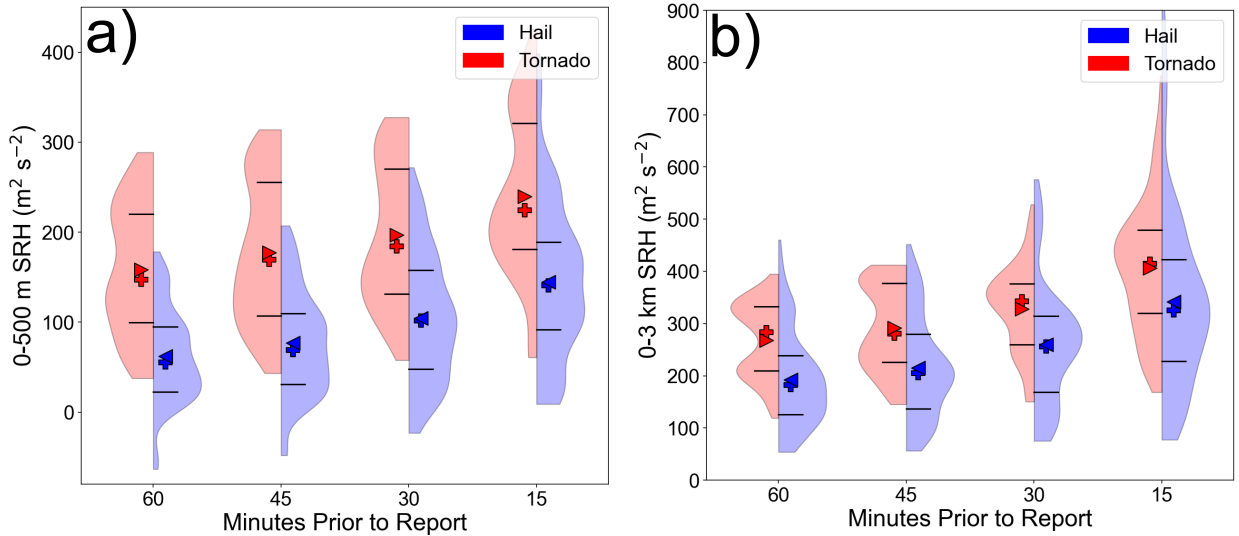 a)
Hail
Tornado
400
300
200
100
0
0-500 m SRH (m² s⁻²)
60
45
30
15
Minutes Prior to Report
b)
Hail
Tornado
900
800
700
600
500
400
300
200
100
0
0-3 km SRH (m² s⁻²)
60
45
30
15
Minutes Prior to Report